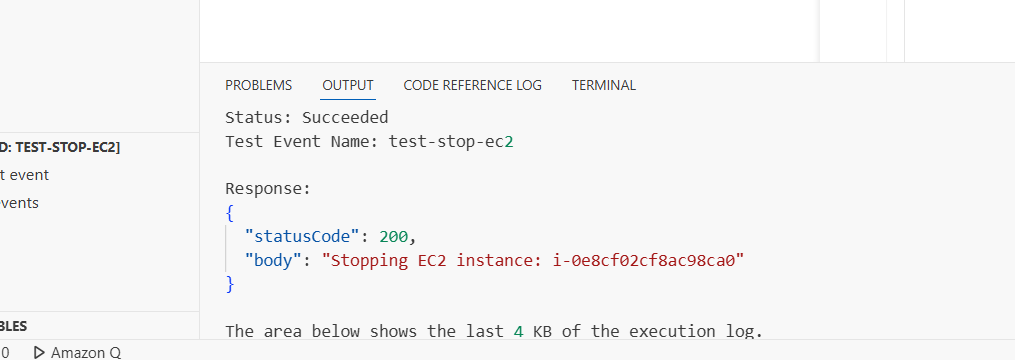 PROBLEMS OUTPUT CODE REFERENCE LOG TERMINAL
Status: Succeeded
Test Event Name: test-stop-ec2
D: TEST-STOP-EC2]
t event
vents
Response:
{
"statusCode": 200,
"body": "Stopping EC2 instance: i-0e8cf02cf8ac98ca0"
}
BLES
The area below shows the last 4 KB of the execution log.
0 Amazon Q